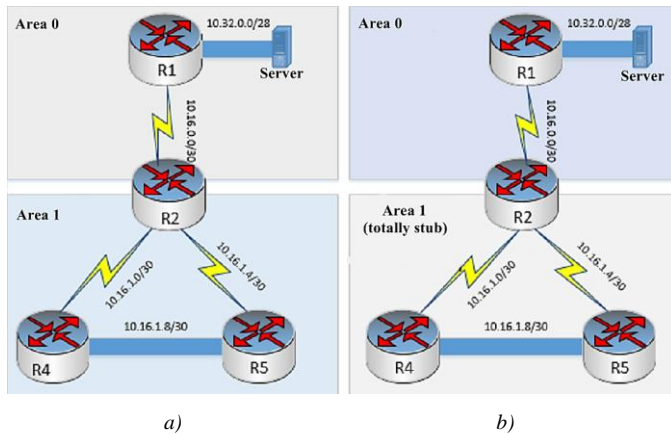 Area 0
10.32.0.0/28
R1
Server
10.16.0.0/30
R2
Area 1
10.16.1.0/30
10.16.1.4/30
10.16.1.8/30
R4
R5
a)
Area 0
10.32.0.0/28
R1
Server
10.16.0.0/30
R2
Area 1
(totally stub)
10.16.1.0/30
10.16.1.4/30
10.16.1.8/30
R4
R5
b)